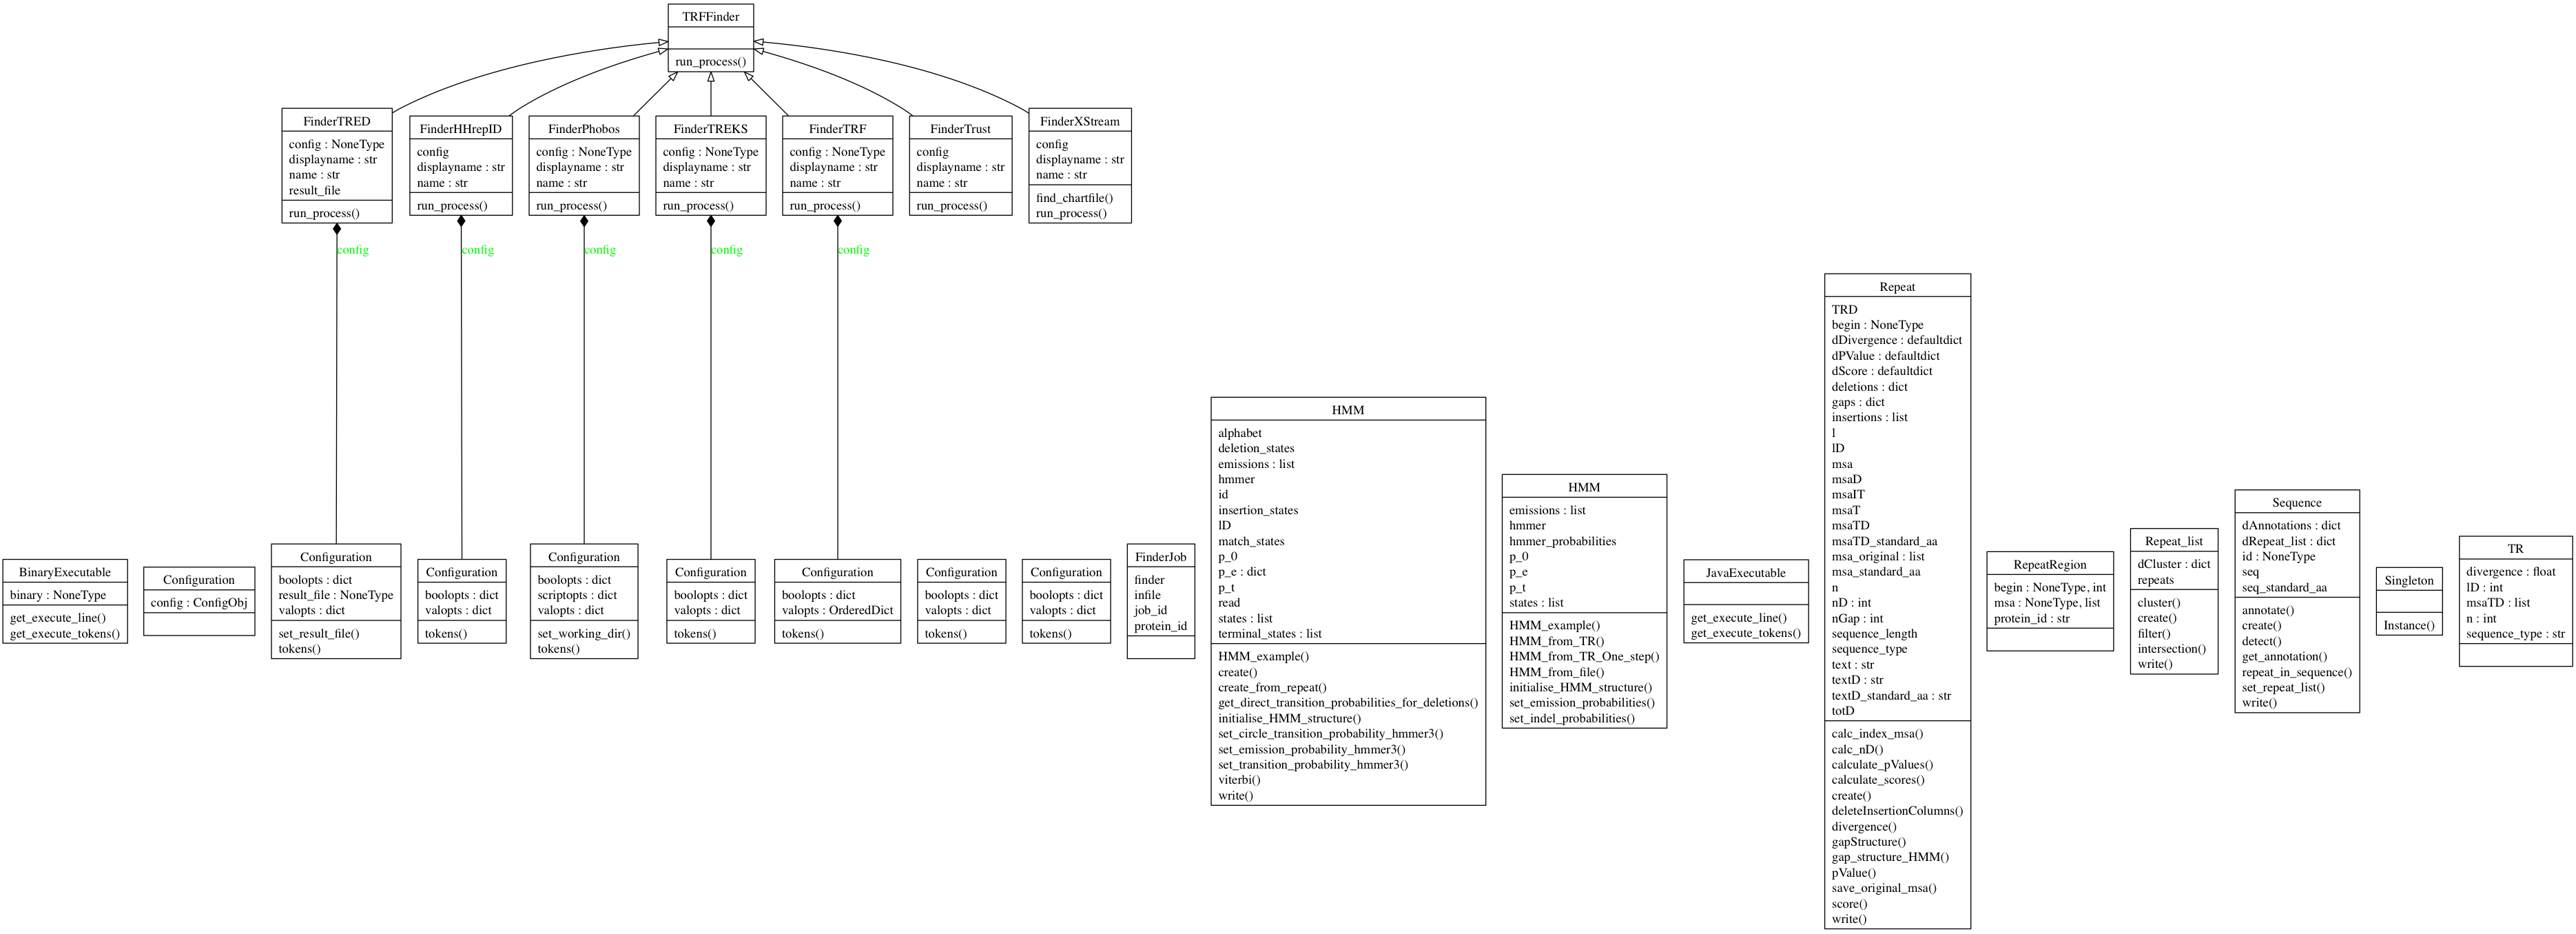 TRFFinder
run_process()
FinderTRED
config : NoneType
displayname : str
name : str
result_file
run_process()
FinderHHrepID
config
displayname : str
name : str
run_process()
FinderPhobos
config : NoneType
displayname : str
name : str
run_process()
FinderTREKS
config : NoneType
displayname : str
name : str
run_process()
FinderTRF
config : NoneType
displayname : str
name : str
run_process()
FinderTrust
config
displayname : str
name : str
run_process()
FinderXStream
config
displayname : str
name : str
find_chartfile()
run_process()
config
config
config
config
config
BinaryExecutable
binary : NoneType
get_execute_line()
get_execute_tokens()
Configuration
config : ConfigObj
Configuration
boolopts : dict
result_file : NoneType
valopts : dict
set_result_file()
tokens()
Configuration
boolopts : dict
valopts : dict
tokens()
Configuration
boolopts : dict
scriptopts : dict
valopts : dict
set_working_dir()
tokens()
Configuration
boolopts : dict
valopts : dict
tokens()
Configuration
boolopts : dict
valopts : OrderedDict
tokens()
Configuration
boolopts : dict
valopts : dict
tokens()
Configuration
boolopts : dict
valopts : dict
tokens()
FinderJob
finder
infile
job_id
protein_id
HMM
alphabet
deletion_states
emissions : list
hmmer
id
insertion_states
lD
match_states
p_0
p_e : dict
p_t
read
states : list
terminal_states : list
HMM_example()
create()
create_from_repeat()
get_direct_transition_probabilities_for_deletions()
initialise_HMM_structure()
set_circle_transition_probability_hmmer3()
set_emission_probability_hmmer3()
set_transition_probability_hmmer3()
viterbi()
write()
HMM
emissions : list
hmmer
hmmer_probabilities
p_0
p_e
p_t
states : list
HMM_example()
HMM_from_TR()
HMM_from_TR_One_step()
HMM_from_file()
initialise_HMM_structure()
set_emission_probabilities()
set_indel_probabilities()
JavaExecutable
get_execute_line()
get_execute_tokens()
Repeat
TRD
begin : NoneType
dDivergence : defaultdict
dPValue : defaultdict
dScore : defaultdict
deletions : dict
gaps : dict
insertions : list
l
lD
msa
msaD
msaIT
msaT
msaTD
msaTD_standard_aa
msa_original : list
msa_standard_aa
n
nD : int
nGap : int
sequence_length
sequence_type
text : str
textD : str
textD_standard_aa : str
totD
calc_index_msa()
calc_nD()
calculate_pValues()
calculate_scores()
create()
deleteInsertionColumns()
divergence()
gapStructure()
gap_structure_HMM()
pValue()
save_original_msa()
score()
write()
RepeatRegion
begin : NoneType, int
msa : NoneType, list
protein_id : str
Repeat_list
dCluster : dict
repeats
cluster()
create()
filter()
intersection()
write()
Sequence
dAnnotations : dict
dRepeat_list : dict
id : NoneType
seq
seq_standard_aa
annotate()
create()
detect()
get_annotation()
repeat_in_sequence()
set_repeat_list()
write()
Singleton
Instance()
TR
divergence : float
lD : int
msaTD : list
n : int
sequence_type : str